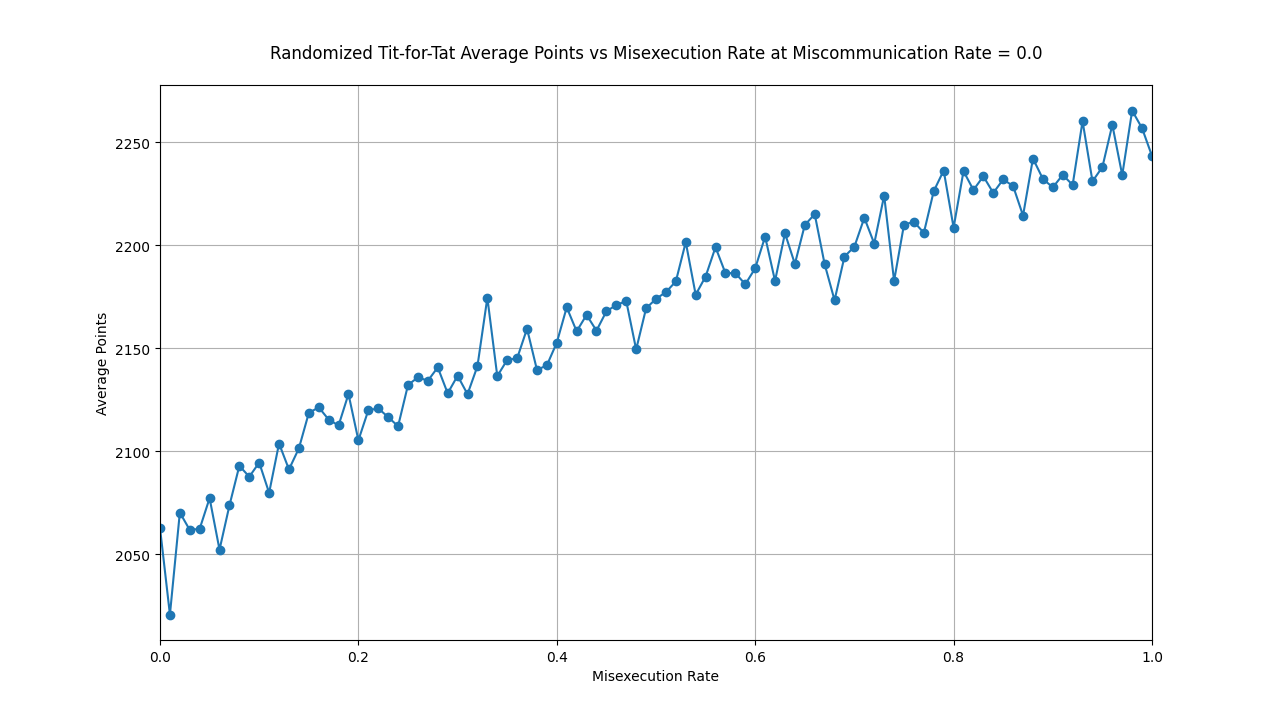 Randomized Tit-for-Tat Average Points vs Misexecution Rate at Miscommunication Rate = 0.0
2250
2200
2150
2100
2050
Average Points
0.0 0.2 0.4 0.6 0.8 1.0
Misexecution Rate